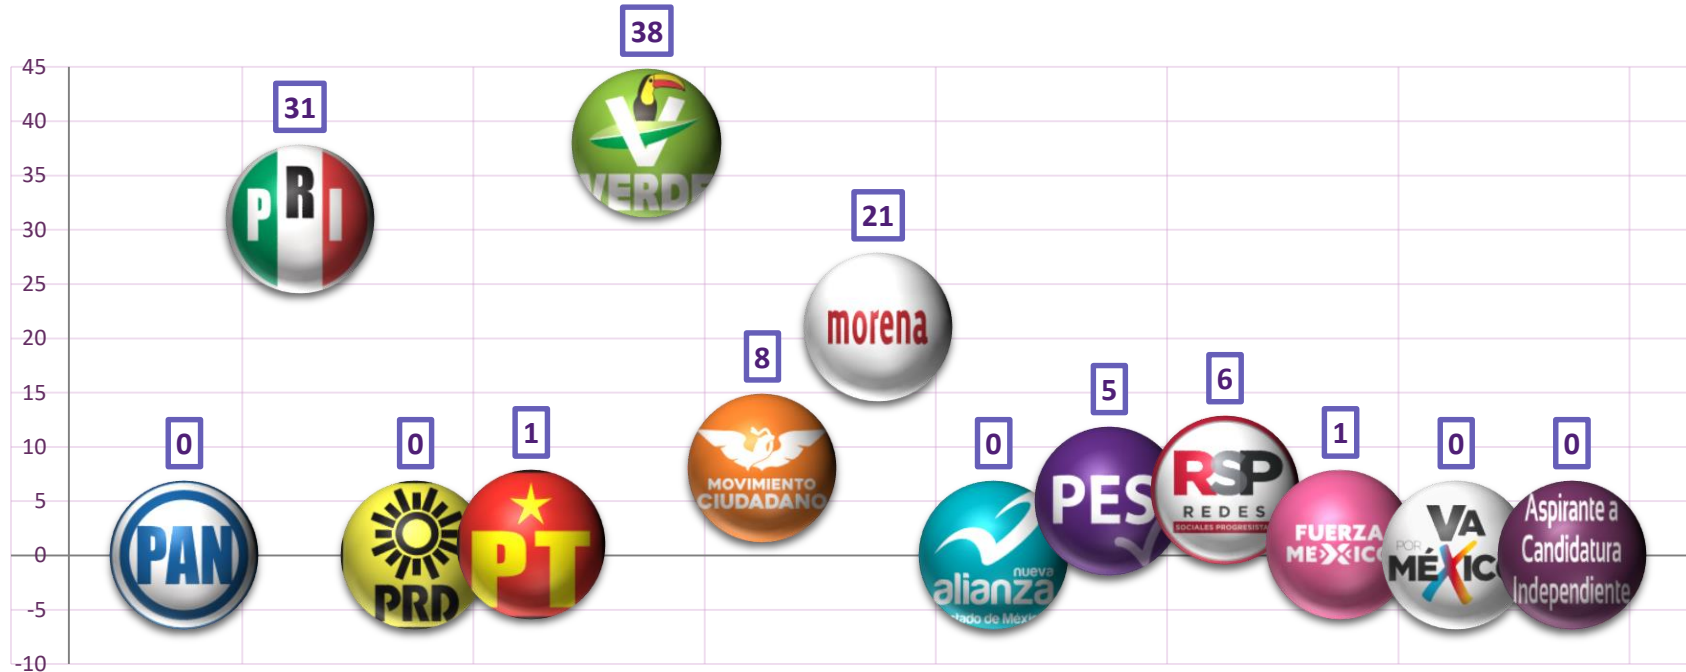 45
40
35
30
25
20
15
10
5
0
-5
-10
0
PAN
31
PRI
0
PRD
1
PT
38
VERDE
8
MOVIMIENTO
CIUDADANO
21
morena
0
nueva
alianza
5
PES
6
RSP
REDES
SOCIALES PROGRESISTA
1
FUERZA
MEXICO
0
VA
POR
MÉXICO
0
Aspirante a
Candidatura
Independiente